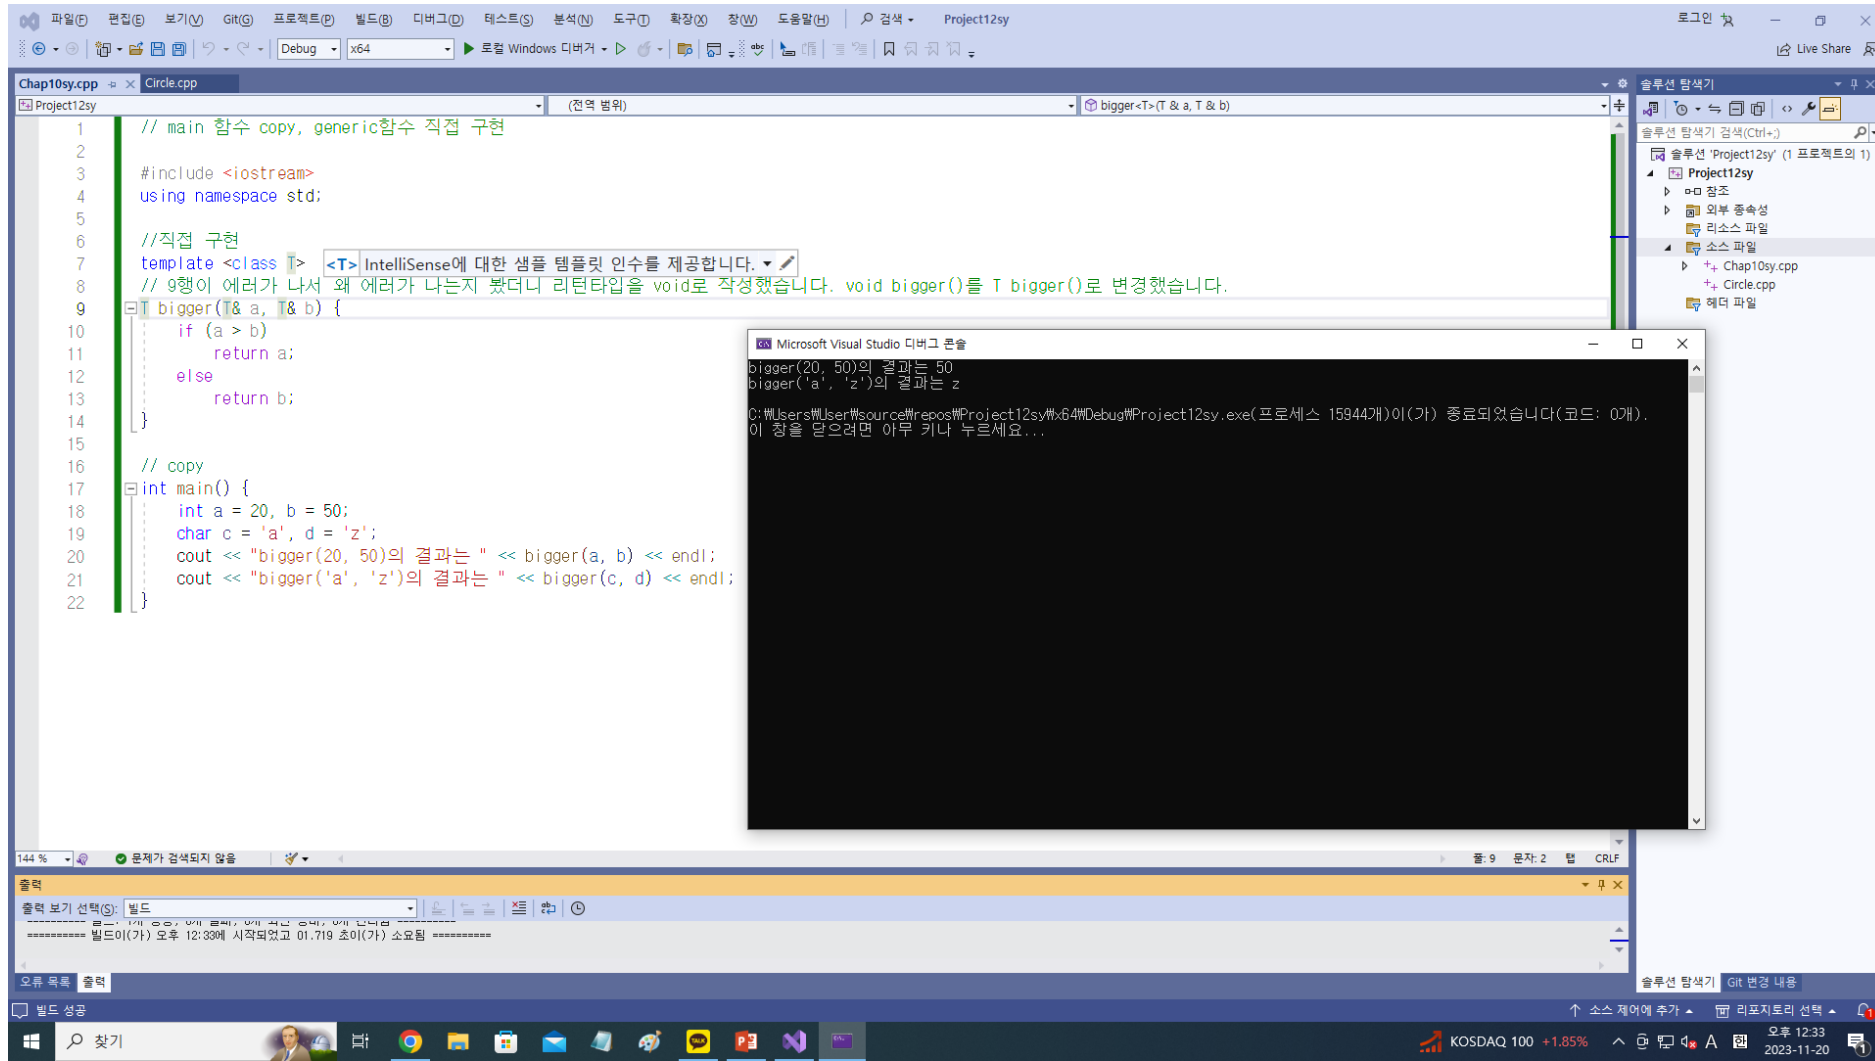 파일(F) 편집(E) 보기(V) Git(G) 프로젝트(P) 빌드(B) 디버그(D) 테스트(S) 분석(N) 도구(T) 확장(X) 창(W) 도움말(H) 검색 Project12sy 로그인
Debug x64 로컬 Windows 디버거 Live Share
Chap10sy.cpp Circle.cpp
Project12sy (전역 범위) bigger<T>(T & a, T & b)
1 // main 함수 copy, generic함수 직접 구현
2
3 #include <iostream>
4 using namespace std;
5
6 //직접 구현
7 template <class T> <T> IntelliSense에 대한 샘플 템플릿 인수를 제공합니다.
8 // 9행이 에러가 나서 왜 에러가 나는지 봤더니 리턴타입을 void로 작성했습니다. void bigger()를 T bigger()로 변경했습니다.
9 T bigger(T& a, T& b) {
10 if (a > b)
11 return a;
12 else
13 return b;
14 }
15
16 // copy
17 int main() {
18 int a = 20, b = 50;
19 char c = 'a', d = 'z';
20 cout << "bigger(20, 50)의 결과는 " << bigger(a, b) << endl;
21 cout << "bigger('a', 'z')의 결과는 " << bigger(c, d) << endl;
22 }
Microsoft Visual Studio 디버그 콘솔
bigger(20, 50)의 결과는 50
bigger('a', 'z')의 결과는 z
C:₩Users₩User₩source₩repos₩Project12sy₩x64₩Debug₩Project12sy.exe(프로세스 15944개)이(가) 종료되었습니다(코드: 0개).
이 창을 닫으려면 아무 키나 누르세요...
솔루션 탐색기
솔루션 탐색기 검색(Ctrl+;)
솔루션 'Project12sy' (1 프로젝트의 1)
Project12sy
참조
외부 종속성
리소스 파일
소스 파일
Chap10sy.cpp
Circle.cpp
헤더 파일
144 % 문제가 검색되지 않음 줄: 9 문자: 2 탭 CRLF
출력
출력 보기 선택(S): 빌드
========== 빌드이(가) 오후 12:33에 시작되었고 01.719 초이(가) 소요됨 ==========
오류 목록 출력
솔루션 탐색기 Git 변경 내용
빌드 성공 소스 제어에 추가 리포지토리 선택
찾기 KOSDAQ 100 +1.85% A 한 오후 12:33
2023-11-20